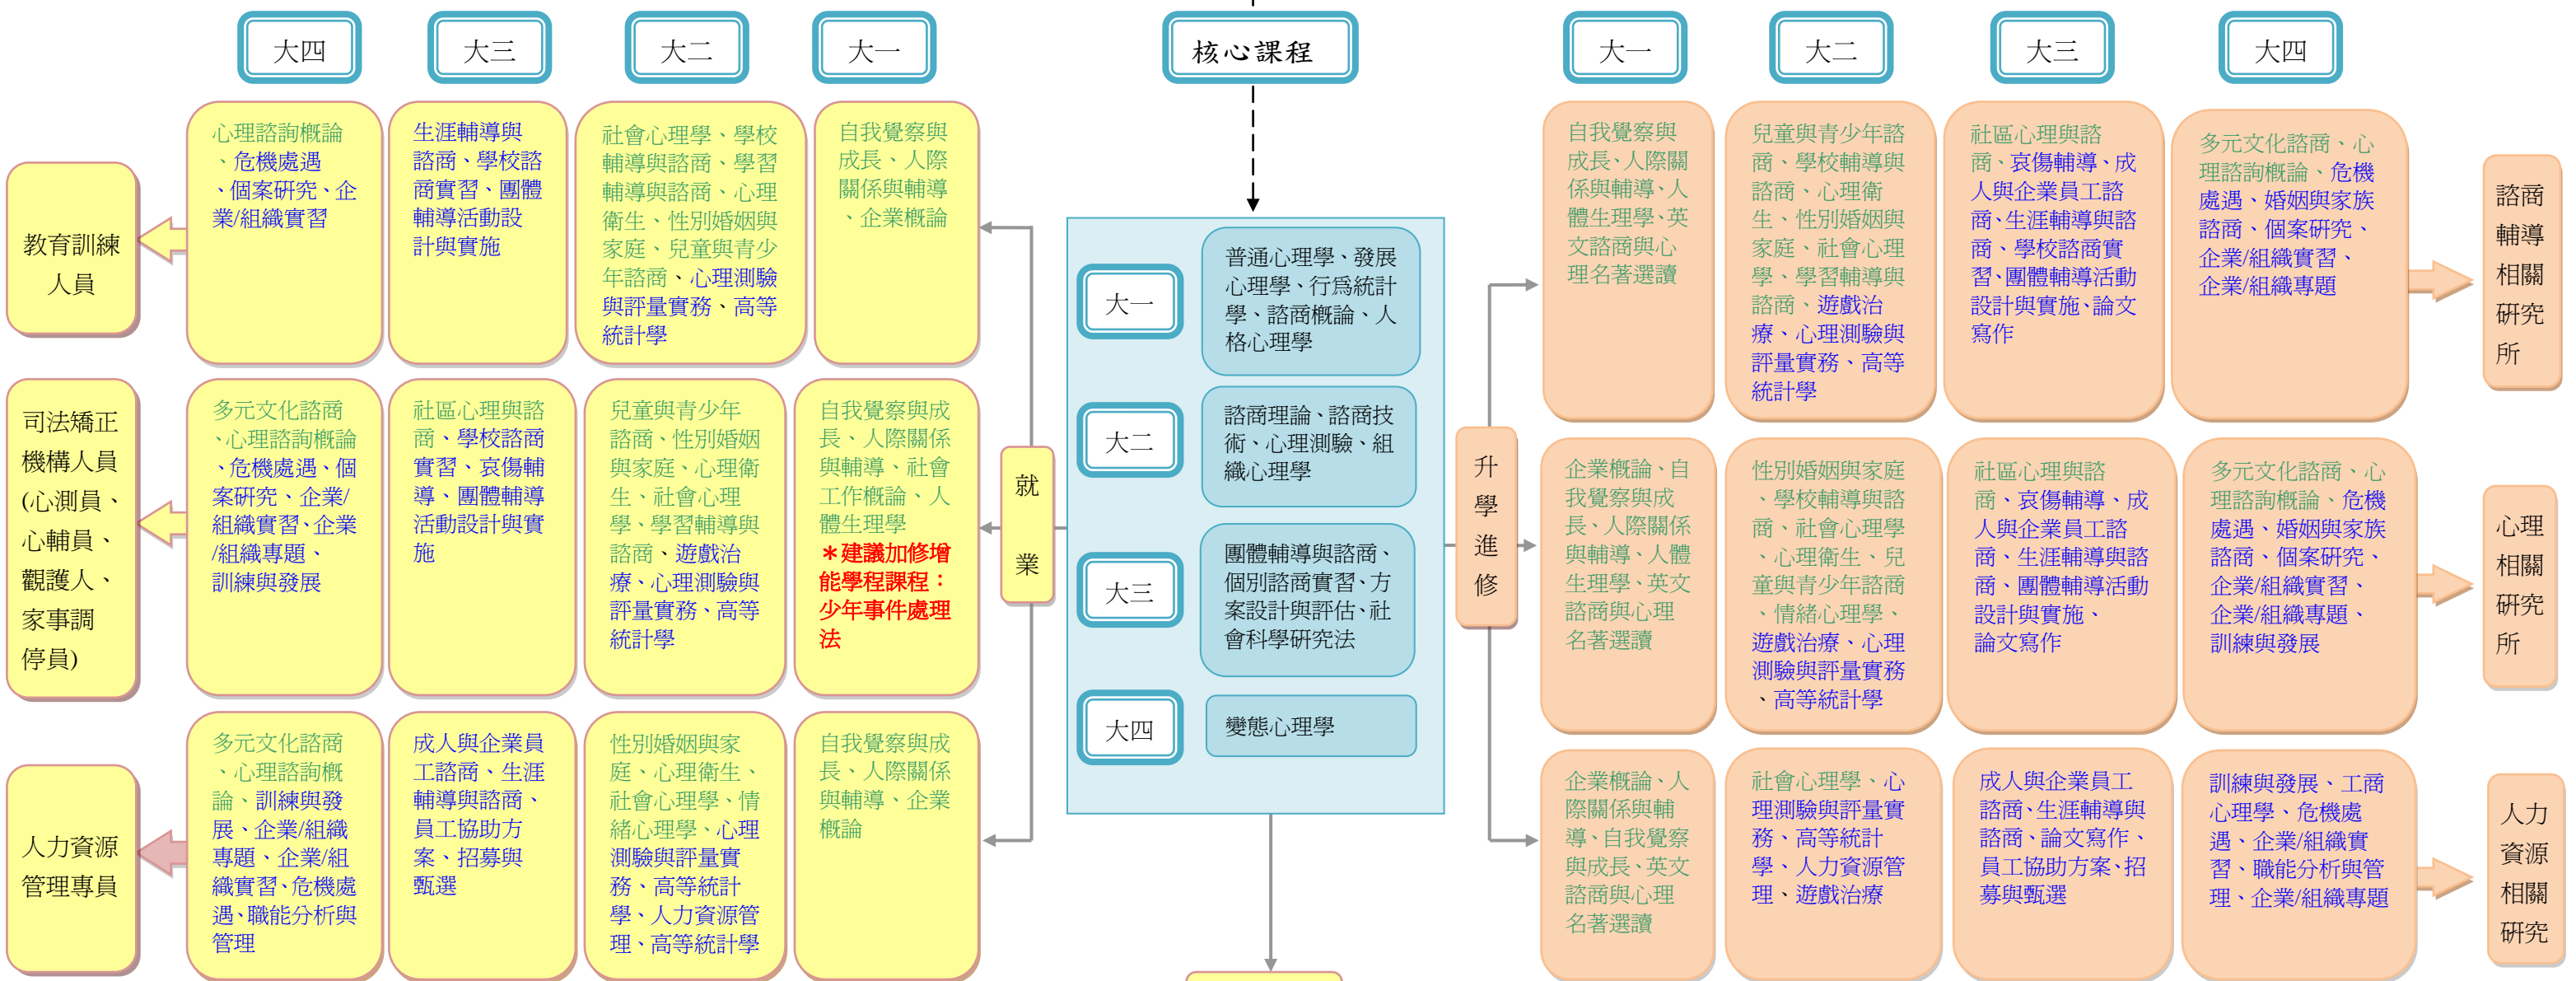 大四
大三
大二
大一
核心課程
大一
大二
大三
大四
教育訓練
人員
心理諮詢概論
、危機處遇
、個案研究、企
業/組織實習
生涯輔導與
諮商、學校諮
商實習、團體
輔導活動設
計與實施
社會心理學、學校
輔導與諮商、學習
輔導與諮商、心理
衛生、性別婚姻與
家庭、兒童與青少
年諮商、心理測驗
與評量實務、高等
統計學
自我覺察與
成長、人際
關係與輔導
、企業概論
司法矯正
機構人員
(心測員、
心輔員、
觀護人、
家事調
停員)
多元文化諮商
、心理諮詢概論
、危機處遇、個
案研究、企業/
組織實習、企業
/組織專題、
訓練與發展
社區心理與諮
商、學校諮商
實習、哀傷輔
導、團體輔導
活動設計與實
施
兒童與青少年
諮商、性別婚姻
與家庭、心理衛
生、社會心理
學、學習輔導與
諮商、遊戲治
療、心理測驗與
評量實務、高等
統計學
自我覺察與成
長、人際關係
與輔導、社會
工作概論、人
體生理學
＊建議加修增
能學程課程：
少年事件處理
法
人力資源
管理專員
多元文化諮商
、心理諮詢概
論、訓練與發
展、企業/組織
專題、企業/組
織實習、危機處
遇、職能分析與
管理
成人與企業員
工諮商、生涯
輔導與諮商、
員工協助方
案、招募與
甄選
性別婚姻與家
庭、心理衛生、
社會心理學、情
緒心理學、心理
測驗與評量實
務、高等統計
學、人力資源管
理、高等統計學
自我覺察與成
長、人際關係
與輔導、企業
概論
就
業
大一
普通心理學、發展
心理學、行為統計
學、諮商概論、人
格心理學
大二
諮商理論、諮商技
術、心理測驗、組
織心理學
大三
團體輔導與諮商、
個別諮商實習、方
案設計與評估、社
會科學研究法
大四
變態心理學
升
學
進
修
自我覺察與
成長、人際關
係與輔導、人
體生理學、英
文諮商與心
理名著選讀
兒童與青少年諮
商、學校輔導與
諮商、心理衛
生、性別婚姻與
家庭、社會心理
學、學習輔導與
諮商、遊戲治
療、心理測驗與
評量實務、高等
統計學
社區心理與諮
商、哀傷輔導、成
人與企業員工諮
商、生涯輔導與諮
商、學校諮商實
習、團體輔導活動
設計與實施、論文
寫作
多元文化諮商、心
理諮詢概論、危機
處遇、婚姻與家族
諮商、個案研究、
企業/組織實習、
企業/組織專題
諮商
輔導
相關
研究
所
企業概論、自
我覺察與成
長、人際關係
與輔導、人體
生理學、英文
諮商與心理
名著選讀
性別婚姻與家庭
、學校輔導與諮
商、社會心理學
、心理衛生、兒
童與青少年諮商
、情緒心理學、
遊戲治療、心理
測驗與評量實務
、高等統計學
社區心理與諮
商、哀傷輔導、成
人與企業員工諮
商、生涯輔導與諮
商、團體輔導活動
設計與實施、
論文寫作
多元文化諮商、心
理諮詢概論、危機
處遇、婚姻與家族
諮商、個案研究、
企業/組織實習、
企業/組織專題、
訓練與發展
心理
相關
研究
所
企業概論、人
際關係與輔
導、自我覺察
與成長、英文
諮商與心理
名著選讀
社會心理學、心
理測驗與評量實
務、高等統計
學、人力資源管
理、遊戲治療
成人與企業員工
諮商、生涯輔導與
諮商、論文寫作、
員工協助方案、招
募與甄選
訓練與發展、工商
心理學、危機處
遇、企業/組織實
習、職能分析與管
理、企業/組織專題
人力
資源
相關
研究